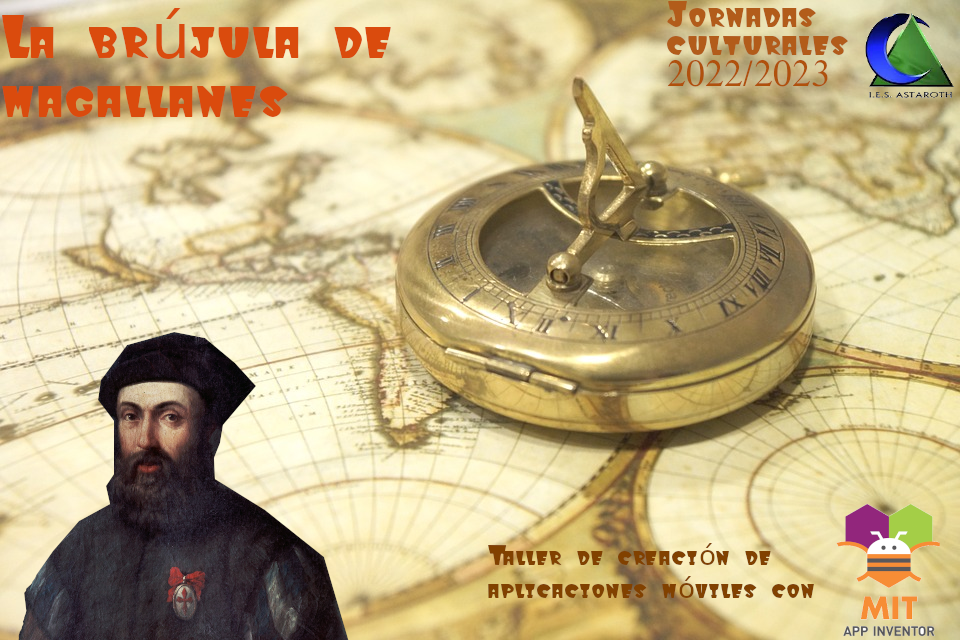 La brújula de
magallanes
Jornadas
culturales
2022/2023
I.E.S. ASTAROTH
Taller de creación de
aplicaciones móviles con
MIT
APP INVENTOR